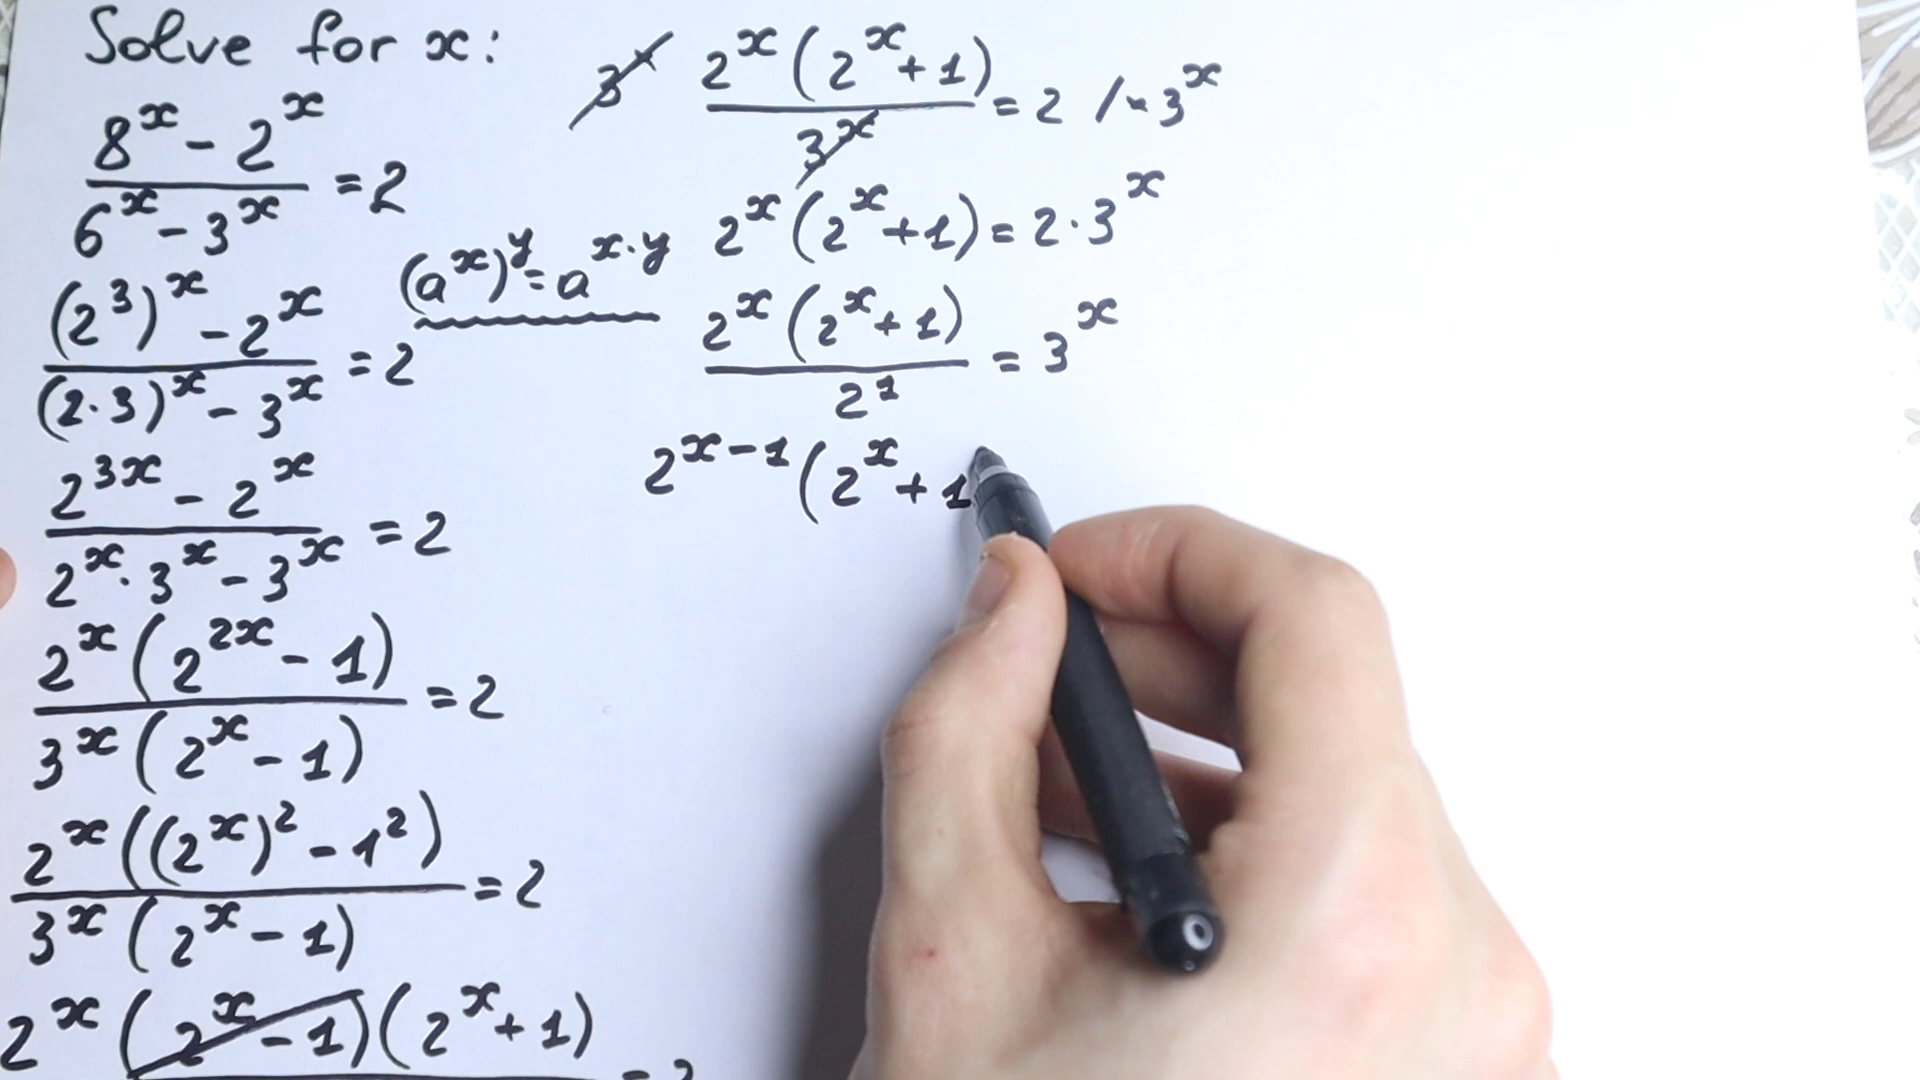 Solve for x:
(8^x - 2^x)/(6^x - 3^x) = 2
((2^3)^x - 2^x)/((2·3)^x - 3^x) = 2
(a^x)^y = a^(x·y)
(2^(3x) - 2^x)/(2^x·3^x - 3^x) = 2
2^x(2^(2x) - 1)/(3^x(2^x - 1)) = 2
2^x((2^x)^2 - 1^2)/(3^x(2^x - 1)) = 2
2^x(2^x - 1)(2^x + 1)
3^x
2^x(2^x + 1)/3^x = 2 /* 3^x
2^x(2^x + 1) = 2·3^x
2^x(2^x + 1)/2^1 = 3^x
2^(x-1)(2^x + 1